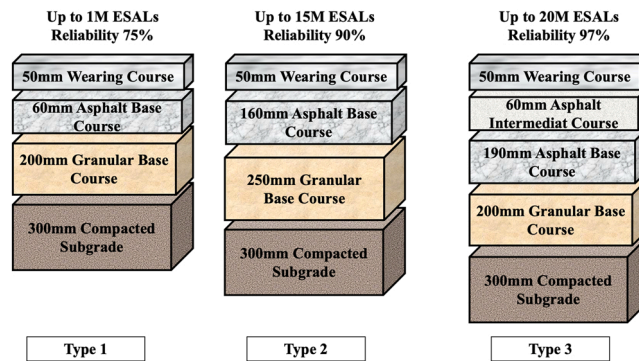 Up to 1M ESALs
Reliability 75%
50mm Wearing Course
60mm Asphalt Base
Course
200mm Granular Base
Course
300mm Compacted
Subgrade
Type 1
Up to 15M ESALs
Reliability 90%
50mm Wearing Course
160mm Asphalt Base
Course
250mm Granular
Base Course
300mm Compacted
Subgrade
Type 2
Up to 20M ESALs
Reliability 97%
50mm Wearing Course
60mm Asphalt
Intermediat Course
190mm Asphalt Base
Course
200mm Granular Base
Course
300mm Compacted
Subgrade
Type 3